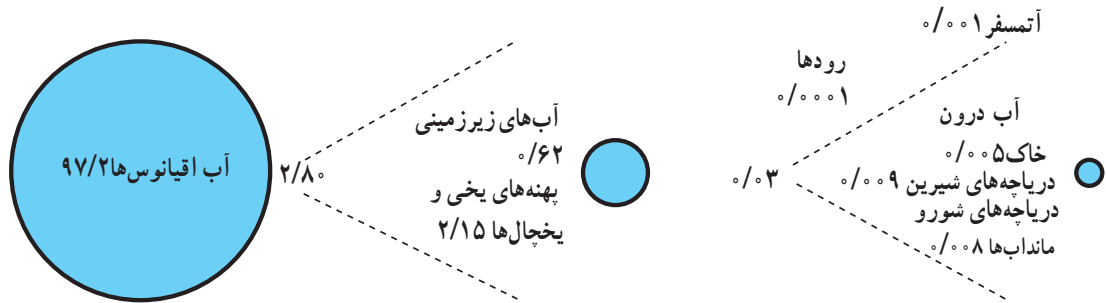 آتمسفر ۰/۰۰۱
رودها
۰/۰۰۰۱
آب درون
خاک ۰/۰۰۵
دریاچه‌های شیرین ۰/۰۰۹
دریاچه‌های شور و
مانداب‌ها ۰/۰۰۸
۰/۰۳
آب‌های زیرزمینی
۰/۶۲
پهنه‌های یخی و
یخچال‌ها ۲/۱۵
۲/۸۰
آب اقیانوس‌ها ۹۷/۲